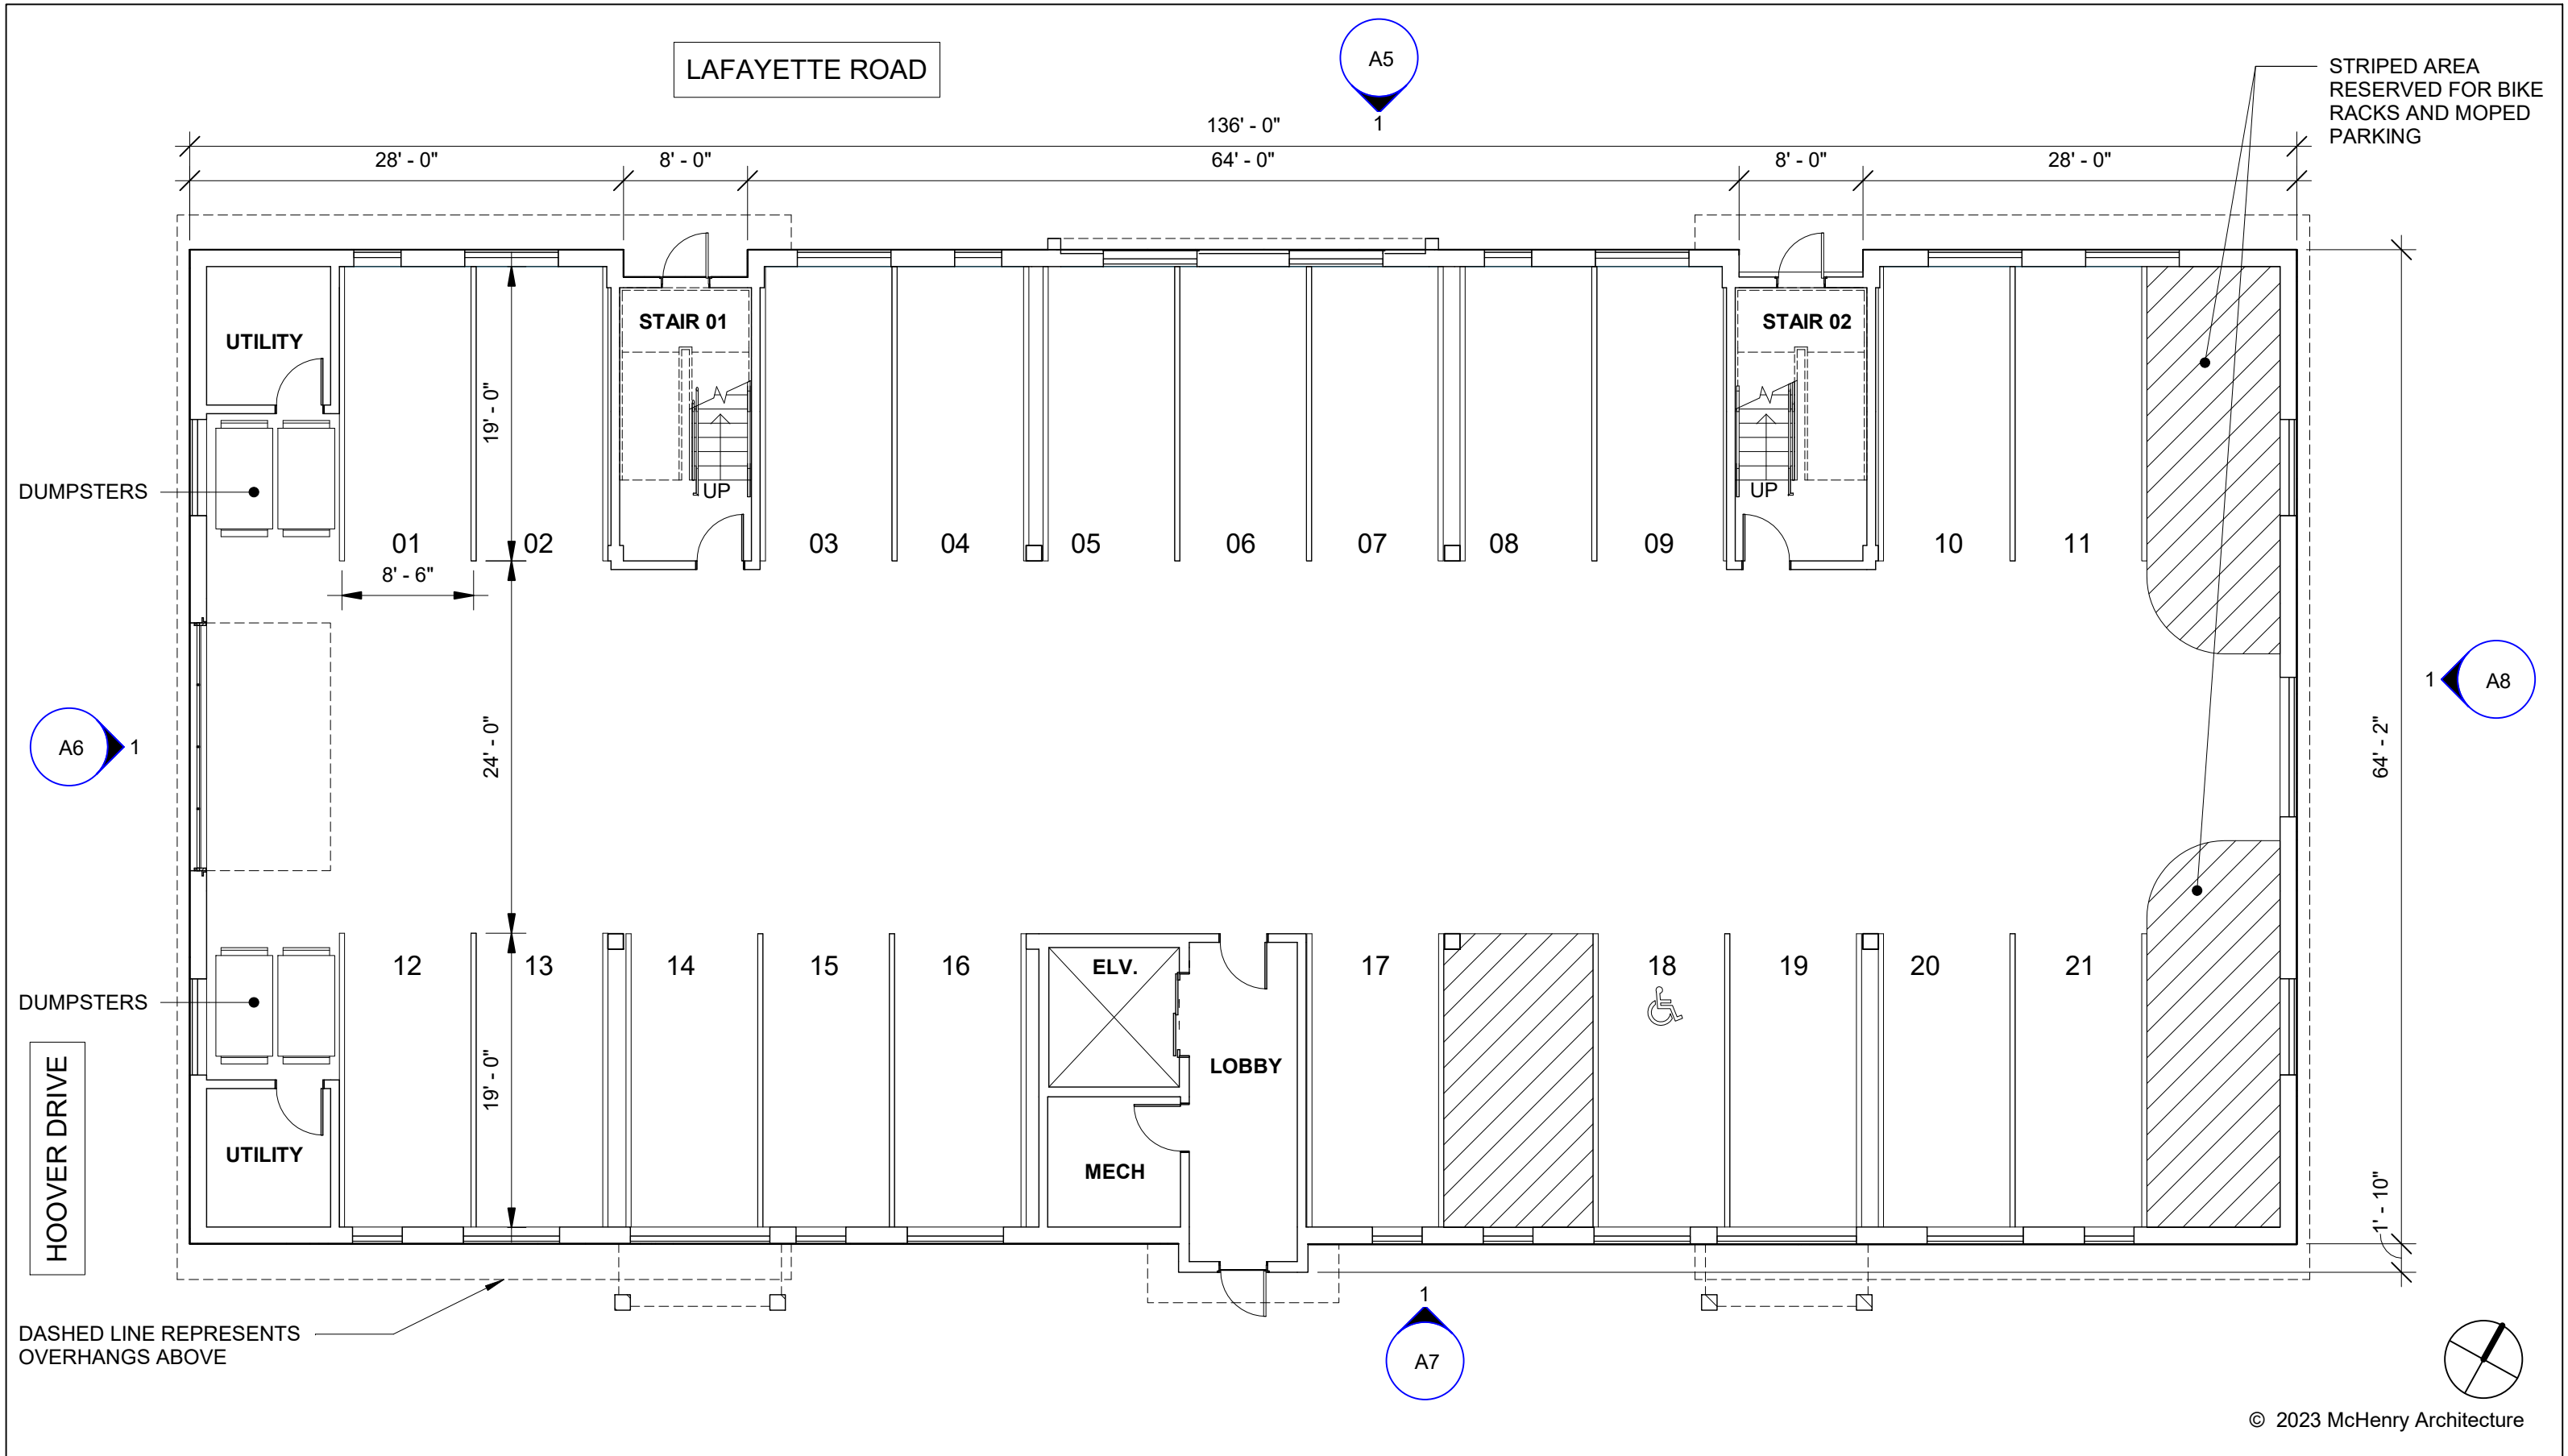 LAFAYETTE ROAD
A5
1
STRIPED AREA
RESERVED FOR BIKE
RACKS AND MOPED
PARKING
136' - 0"
28' - 0"
8' - 0"
64' - 0"
8' - 0"
28' - 0"
UTILITY
STAIR 01
STAIR 02
19' - 0"
DUMPSTERS
UP
UP
01
02
03
04
05
06
07
08
09
10
11
8' - 6"
A6
1
24' - 0"
1
A8
64' - 2"
12
13
14
15
16
ELV.
17
18
19
20
21
DUMPSTERS
19' - 0"
LOBBY
HOOVER DRIVE
UTILITY
MECH
1' - 10"
1
A7
DASHED LINE REPRESENTS
OVERHANGS ABOVE
© 2023 McHenry Architecture